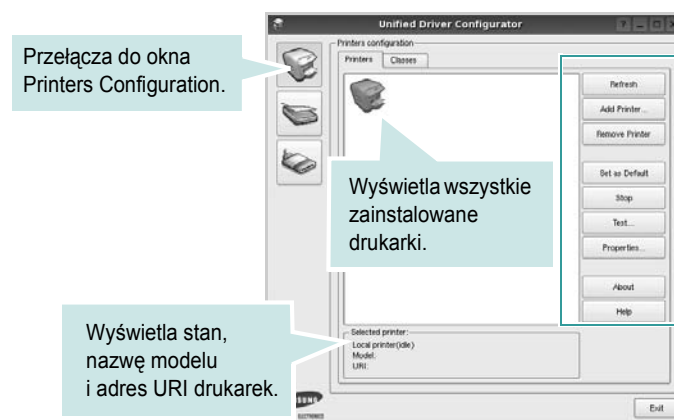 Unified Driver Configurator
Przełącza do okna
Printers Configuration.
Printers configuration
Printers Classes
Refresh
Add Printer...
Remove Printer
Set as Default
Stop
Test...
Properties...
About
Help
Wyświetla wszystkie
zainstalowane
drukarki.
Wyświetla stan,
nazwę modelu
i adres URI drukarek.
Selected printer:
Local printer(idle)
Model:
URI:
ELECTRONICS
Exit